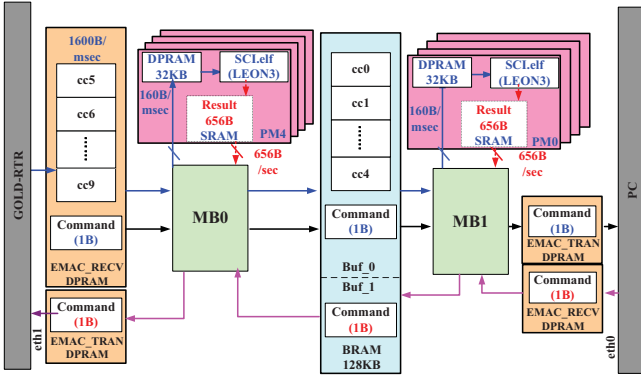 GOLD-RTR
1600B/
msec
cc5
cc6
cc9
Command
(1B)
EMAC_RECV
DPRAM
Command
(1B)
EMAC_TRAN
DPRAM
eth1
DPRAM
32KB
SCI.elf
(LEON3)
160B/
msec
Result
656B
SRAM
PM4
656B
/sec
MB0
cc0
cc1
cc4
Command
(1B)
Buf_0
Buf_1
Command
(1B)
BRAM
128KB
DPRAM
32KB
SCI.elf
(LEON3)
160B/
msec
Result
656B
SRAM
PM0
656B
/sec
MB1
Command
(1B)
EMAC_TRAN
DPRAM
Command
(1B)
EMAC_RECV
DPRAM
eth0
PC